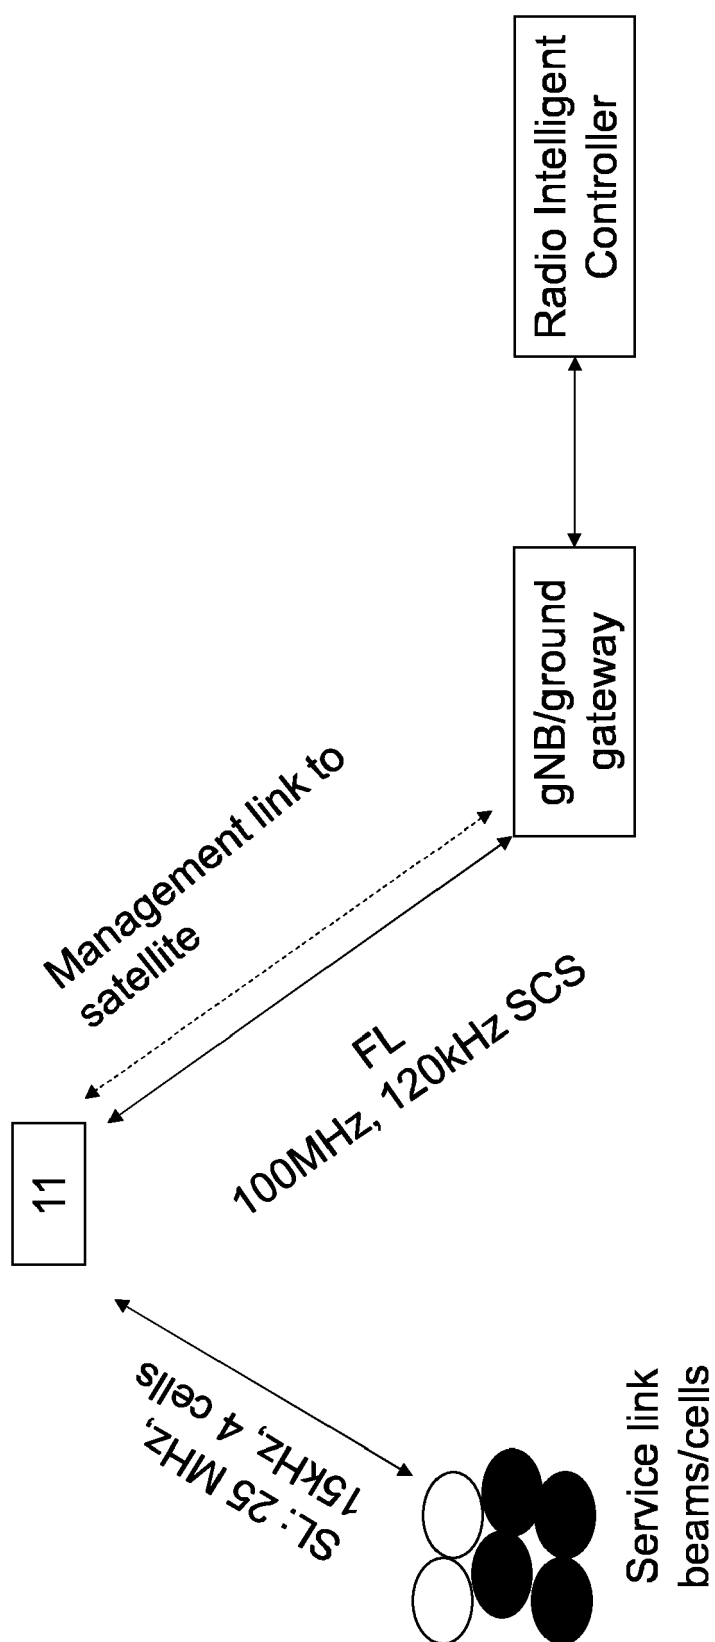 11
Management link to
satellite
SL: 25 MHz,
15kHz, 4 cells
FL
100MHz, 120kHz SCS
Service link
beams/cells
gNB/ground
gateway
Radio Intelligent
Controller